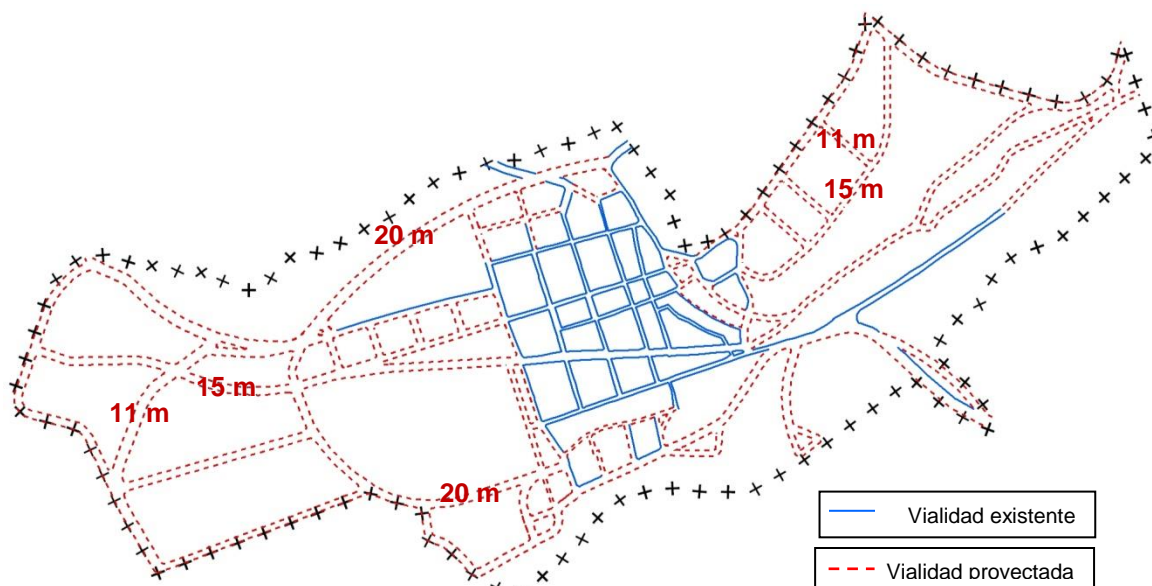 11 m
15 m
20 m
15 m
11 m
20 m
Vialidad existente
Vialidad proyectada